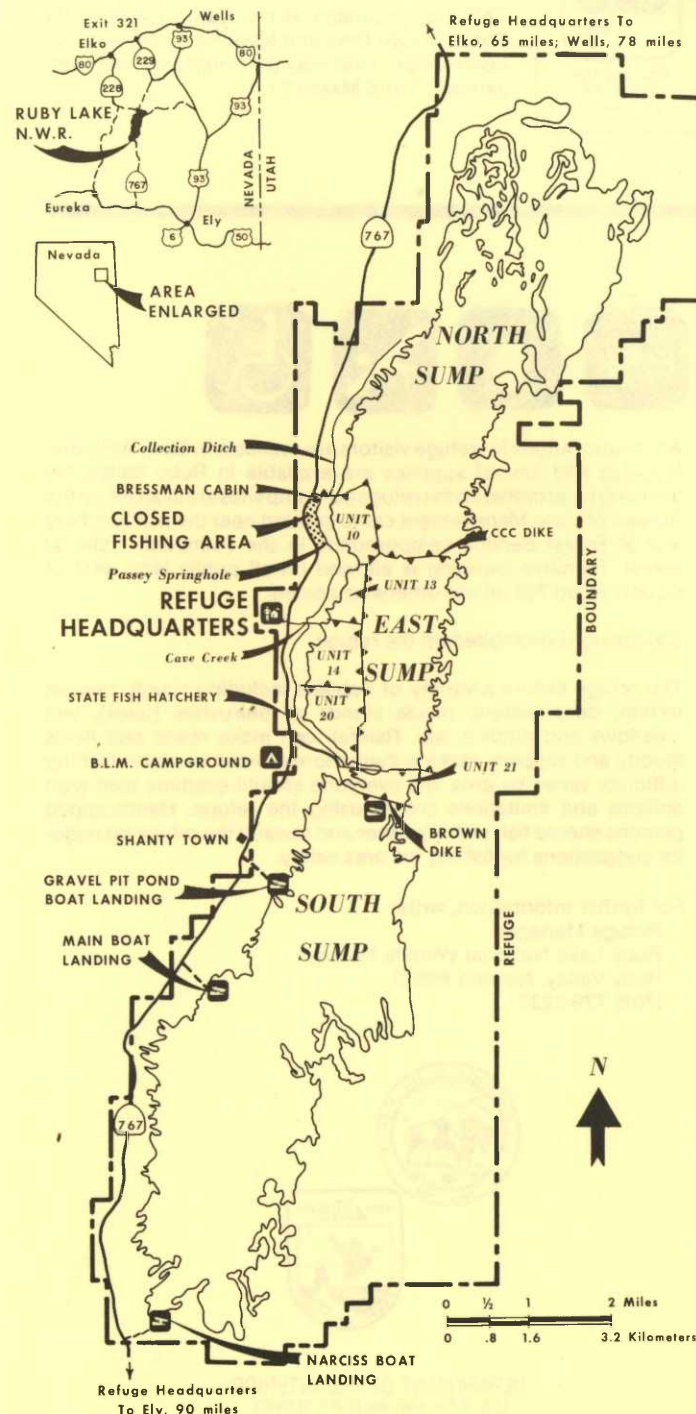 Exit 321
Wells
Elko
93
80
229
80
228
93
RUBY LAKE
N.W.R.
767
93
NEVADA
UTAH
Eureka
Ely
6
50
Nevada
AREA
ENLARGED
Refuge Headquarters To
Elko, 65 miles; Wells, 78 miles
767
NORTH
SUMP
Collection Ditch
BRESSMAN CABIN
CLOSED
FISHING AREA
UNIT
10
CCC DIKE
Passey Springhole
UNIT 13
REFUGE
HEADQUARTERS
EAST
SUMP
Cave Creek
UNIT
14
STATE FISH HATCHERY
UNIT
20
B.L.M. CAMPGROUND
UNIT 21
BROWN
DIKE
SHANTY TOWN
GRAVEL PIT POND
BOAT LANDING
SOUTH
SUMP
MAIN BOAT
LANDING
REFUGE
BOUNDARY
N
767
0 ½ 1 2 Miles
0 .8 1.6 3.2 Kilometers
NARCISS BOAT
LANDING
Refuge Headquarters
To Ely, 90 miles